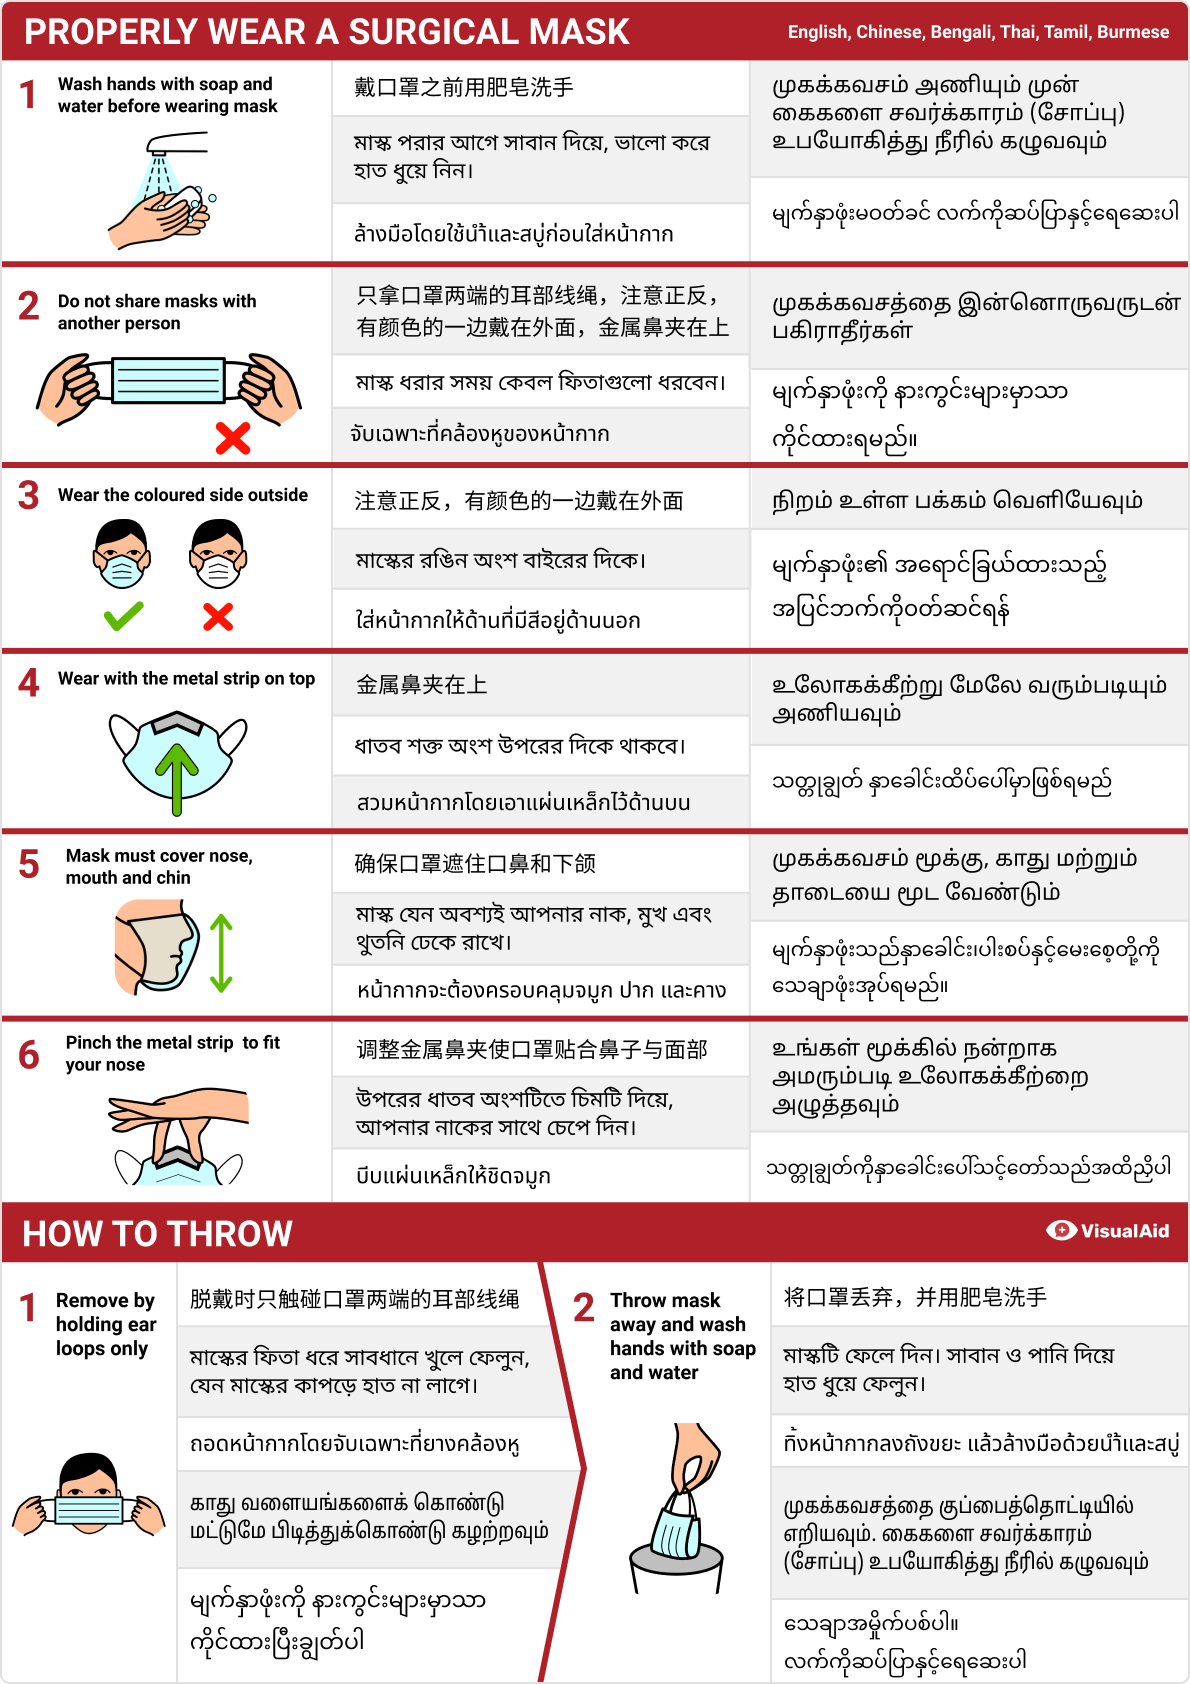 PROPERLY WEAR A SURGICAL MASK
English, Chinese, Bengali, Thai, Tamil, Burmese
1
Wash hands with soap and
water before wearing mask
戴口罩之前用肥皂洗手
মাস্ক পরার আগে সাবান দিয়ে, ভালো করে
হাত ধুয়ে নিন।
ล้างมือโดยใช้น้ำและสบู่ก่อนใส่หน้ากาก
முகக்கவசம் அணியும் முன்
கைகளை சவர்க்காரம் (சோப்பு)
உபயோகித்து நீரில் கழுவவும்
မျက်နှာဖုံးမဝတ်ခင် လက်ကိုဆပ်ပြာနှင့်ရေဆေးပါ
2
Do not share masks with
another person
只拿口罩两端的耳部线绳，注意正反，
有颜色的一边戴在外面，金属鼻夹在上
মাস্ক ধরার সময় কেবল ফিতাগুলো ধরবেন।
จับเฉพาะที่คล้องหูของหน้ากาก
முகக்கவசத்தை இன்னொருவருடன்
பகிராதீர்கள்
မျက်နှာဖုံးကို နားကွင်းများမှာသာ
ကိုင်ထားရမည်။
3
Wear the coloured side outside
注意正反，有颜色的一边戴在外面
মাস্কের রঙিন অংশ বাইরের দিকে।
ใส่หน้ากากให้ด้านที่มีสีอยู่ด้านนอก
நிறம் உள்ள பக்கம் வெளியேவும்
မျက်နှာဖုံး၏ အရောင်ခြယ်ထားသည့်
အပြင်ဘက်ကိုဝတ်ဆင်ရန်
4
Wear with the metal strip on top
金属鼻夹在上
ধাতব শক্ত অংশ উপরের দিকে থাকবে।
สวมหน้ากากโดยเอาแผ่นเหล็กไว้ด้านบน
உலோகக்கீற்று மேலே வரும்படியும்
அணியவும்
သတ္တုချွတ် နှာခေါင်းထိပ်ပေါ်မှာဖြစ်ရမည်
5
Mask must cover nose,
mouth and chin
确保口罩遮住口鼻和下颌
মাস্ক যেন অবশ্যই আপনার নাক, মুখ এবং
থুতনি ঢেকে রাখে।
หน้ากากจะต้องครอบคลุมจมูก ปาก และคาง
முகக்கவசம் மூக்கு, காது மற்றும்
தாடையை மூட வேண்டும்
မျက်နှာဖုံးသည်နှာခေါင်း၊ပါးစပ်နှင့်မေးစေ့တို့ကို
သေချာဖုံးအုပ်ရမည်။
6
Pinch the metal strip to fit
your nose
调整金属鼻夹使口罩贴合鼻子与面部
উপরের ধাতব অংশটিতে চিমটি দিয়ে,
আপনার নাকের সাথে চেপে দিন।
บีบแผ่นเหล็กให้ชิดจมูก
உங்கள் மூக்கில் நன்றாக
அமரும்படி உலோகக்கீற்றை
அழுத்தவும்
သတ္တုချွတ်ကိုနှာခေါင်းပေါ်သင့်တော်သည်အထိညှိပါ
HOW TO THROW
VisualAid
1
Remove by
holding ear
loops only
脱戴时只触碰口罩两端的耳部线绳
মাস্কের ফিতা ধরে সাবধানে খুলে ফেলুন,
যেন মাস্কের কাপড়ে হাত না লাগে।
ถอดหน้ากากโดยจับเฉพาะที่ยางคล้องหู
காது வளையங்களைக் கொண்டு
மட்டுமே பிடித்துக்கொண்டு கழற்றவும்
မျက်နှာဖုံးကို နားကွင်းများမှာသာ
ကိုင်ထားပြီးချွတ်ပါ
2
Throw mask
away and wash
hands with soap
and water
将口罩丢弃，并用肥皂洗手
মাস্কটি ফেলে দিন। সাবান ও পানি দিয়ে
হাত ধুয়ে ফেলুন।
ทิ้งหน้ากากลงถังขยะ แล้วล้างมือด้วยน้ำและสบู่
முகக்கவசத்தை குப்பைத்தொட்டியில்
எறியவும். கைகளை சவர்க்காரம்
(சோப்பு) உபயோகித்து நீரில் கழுவவும்
သေချာအမှိုက်ပစ်ပါ။
လက်ကိုဆပ်ပြာနှင့်ရေဆေးပါ